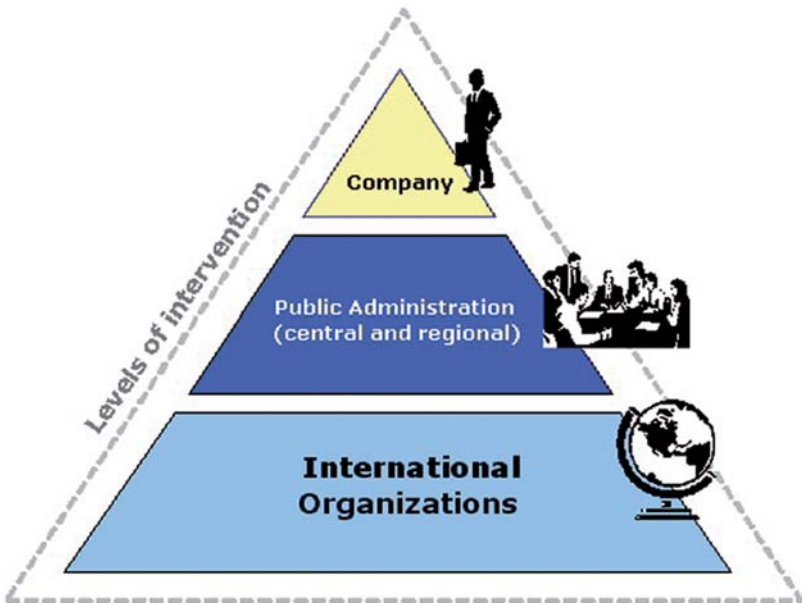 Levels of intervention
Company
Public Administration
(central and regional)
International
Organizations